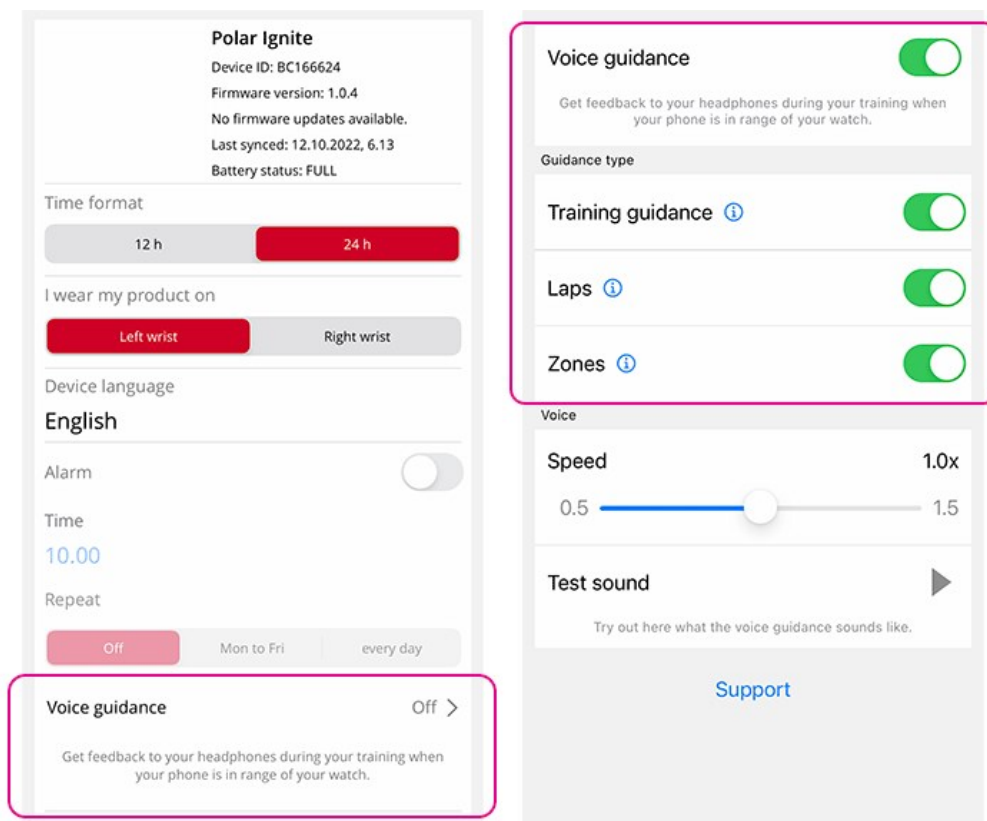 Polar Ignite
Device ID: BC166624
Firmware version: 1.0.4
No firmware updates available.
Last synced: 12.10.2022, 6.13
Battery status: FULL
Time format
12 h
24 h
I wear my product on
Left wrist
Right wrist
Device language
English
Alarm
Time
10.00
Repeat
Off
Mon to Fri
every day
Voice guidance
Off
Get feedback to your headphones during your training when
your phone is in range of your watch.
Voice guidance
Get feedback to your headphones during your training when
your phone is in range of your watch.
Guidance type
Training guidance
Laps
Zones
Voice
Speed
1.0x
0.5
1.5
Test sound
Try out here what the voice guidance sounds like.
Support